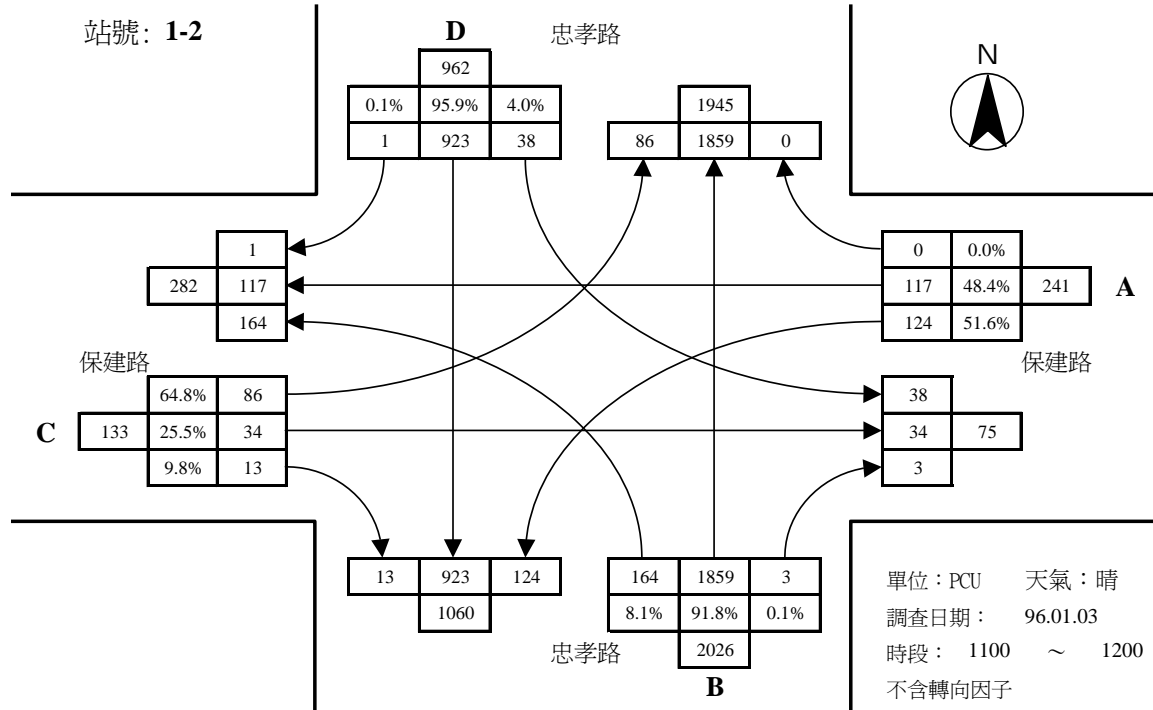 站號: 1-2
D
忠孝路
N
962
0.1% 95.9% 4.0%
1945
1 923 38
86 1859 0
1
0 0.0%
282 117
117 48.4% 241 A
164
124 51.6%
保建路
保建路
64.8% 86
38
C 133 25.5% 34
34 75
9.8% 13
3
13 923 124
164 1859 3
1060
8.1% 91.8% 0.1%
忠孝路
2026
B
單位：PCU 天氣：晴
調查日期： 96.01.03
時段： 1100 ～ 1200
不含轉向因子